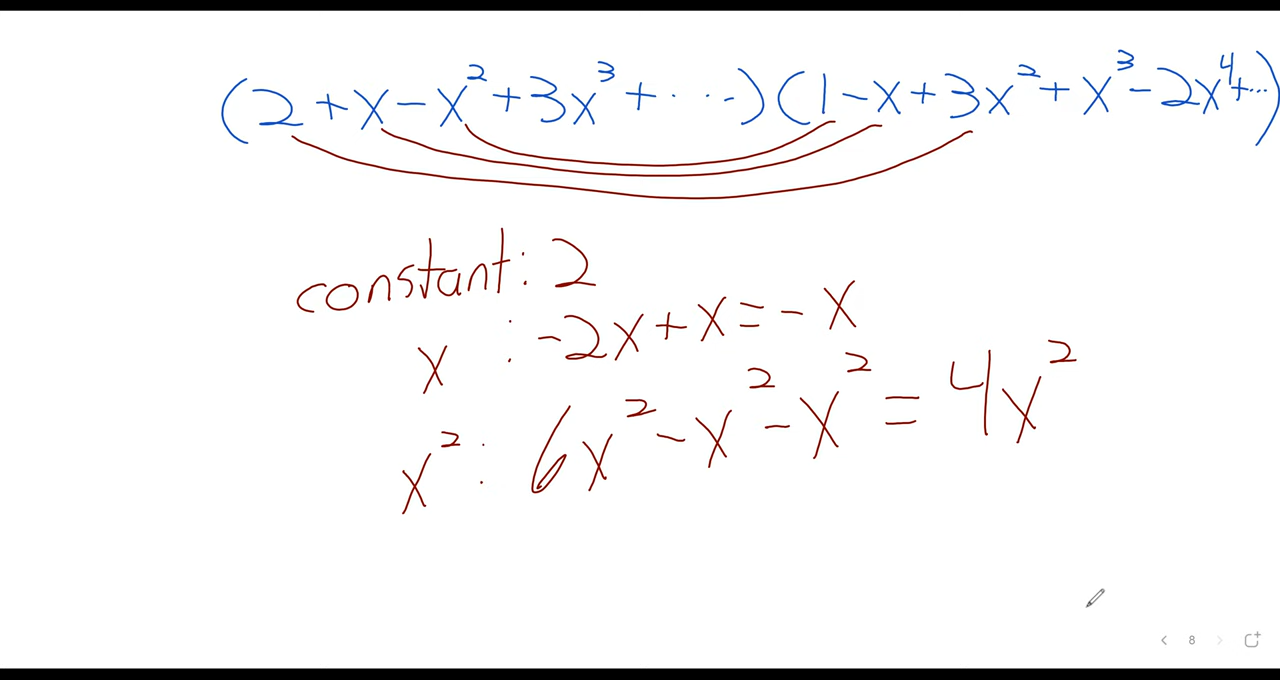 (2 + x - x² + 3x³ + ···)(1 - x + 3x² + x³ - 2x⁴ + ···)
constant: 2
x : -2x + x = -x
x² : 6x² - x² - x² = 4x²
8